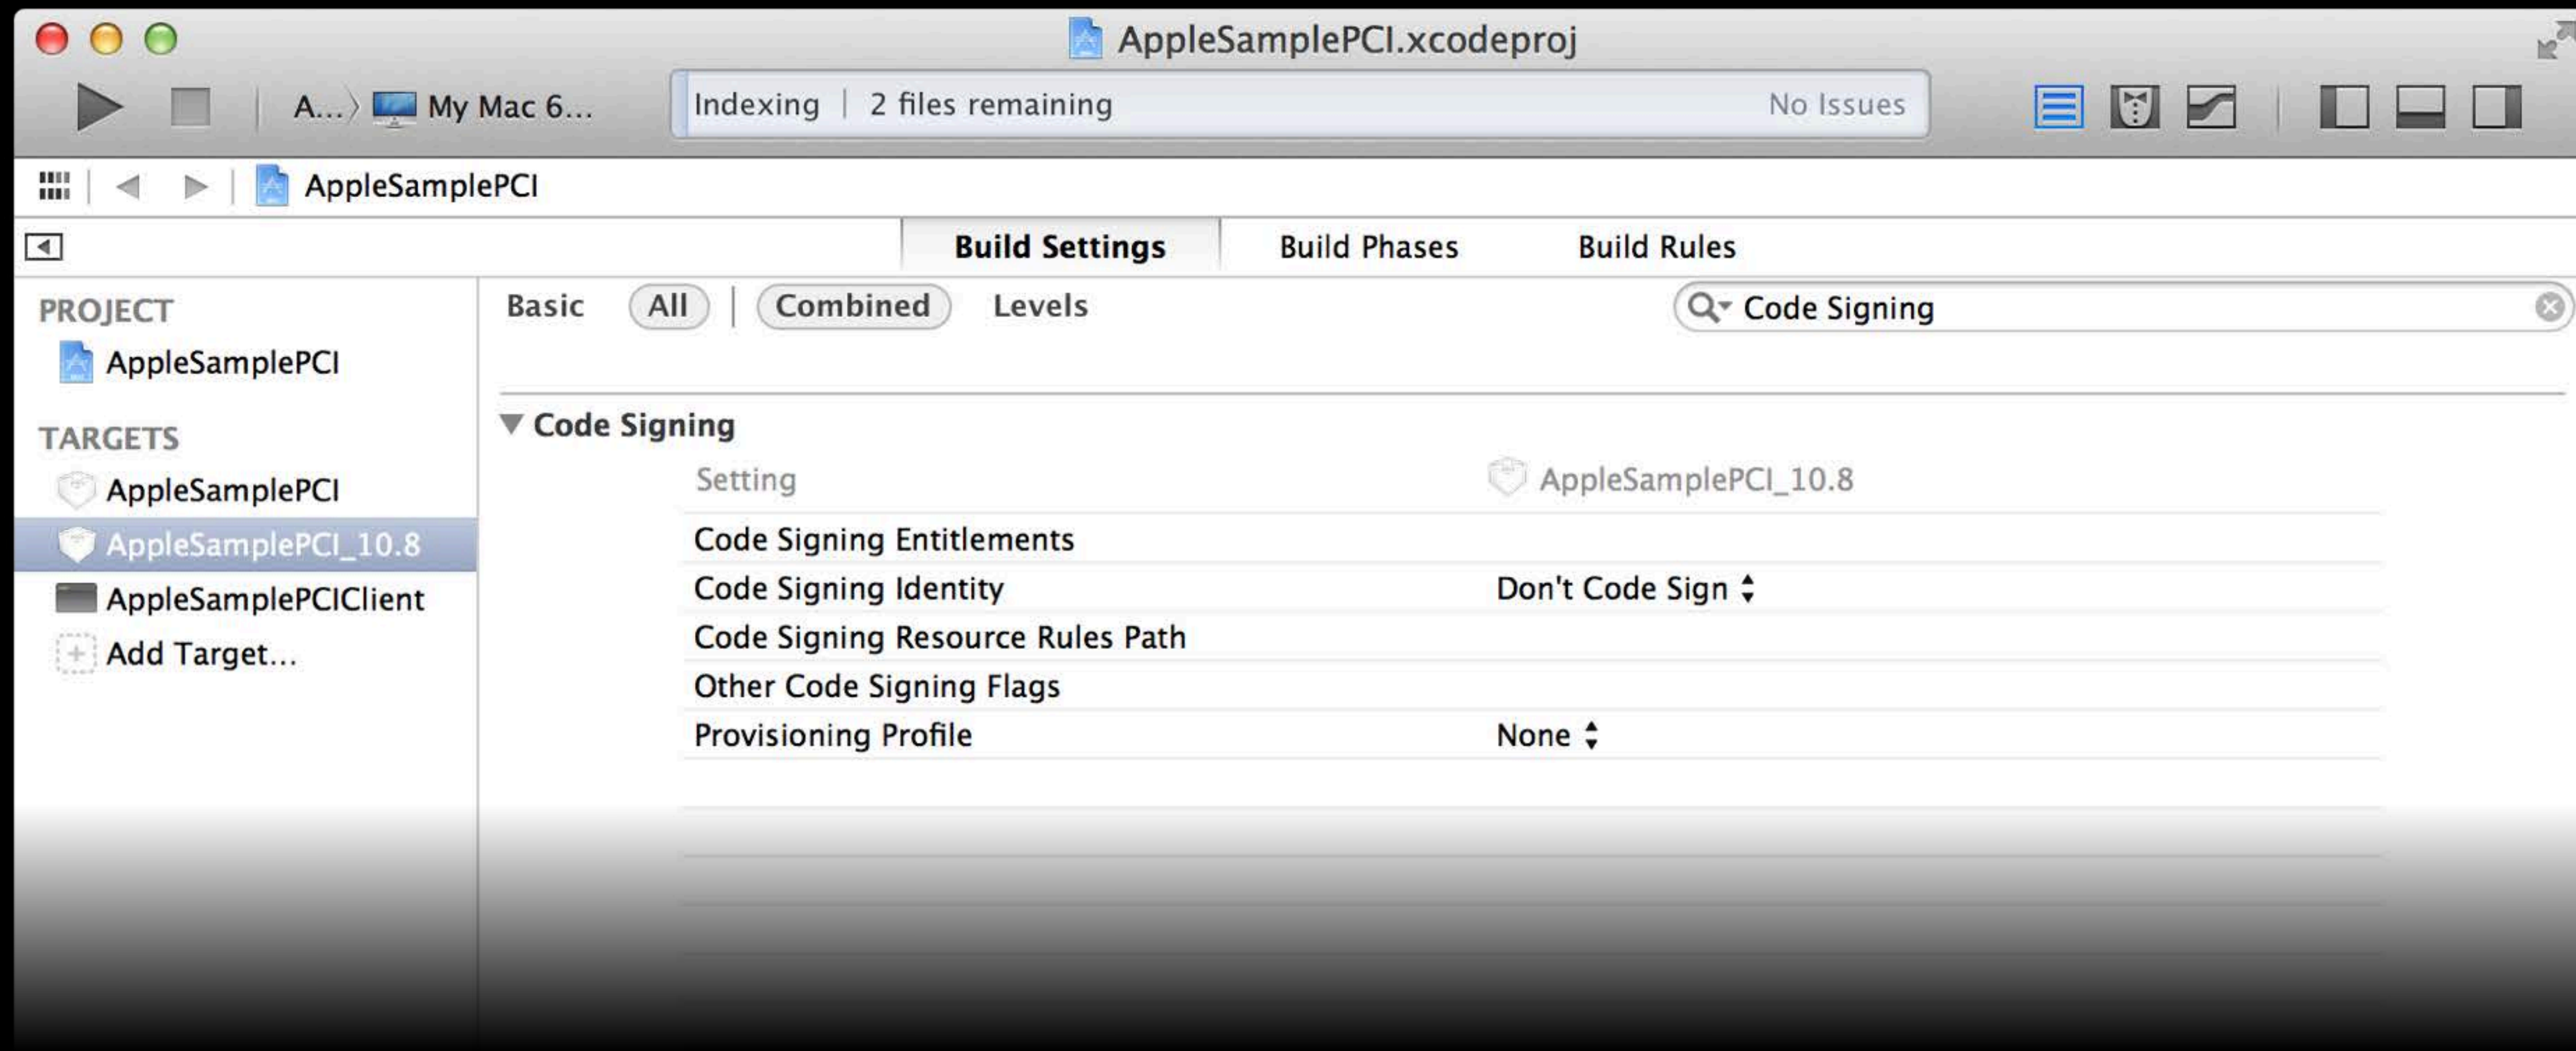 AppleSamplePCI.xcodeproj
A... My Mac 6... Indexing | 2 files remaining No Issues
AppleSamplePCI
Build Settings Build Phases Build Rules
PROJECT
AppleSamplePCI
TARGETS
AppleSamplePCI
AppleSamplePCI_10.8
AppleSamplePCIClient
Add Target...
Basic All | Combined Levels Code Signing
Code Signing
Setting AppleSamplePCI_10.8
Code Signing Entitlements
Code Signing Identity Don't Code Sign
Code Signing Resource Rules Path
Other Code Signing Flags
Provisioning Profile None